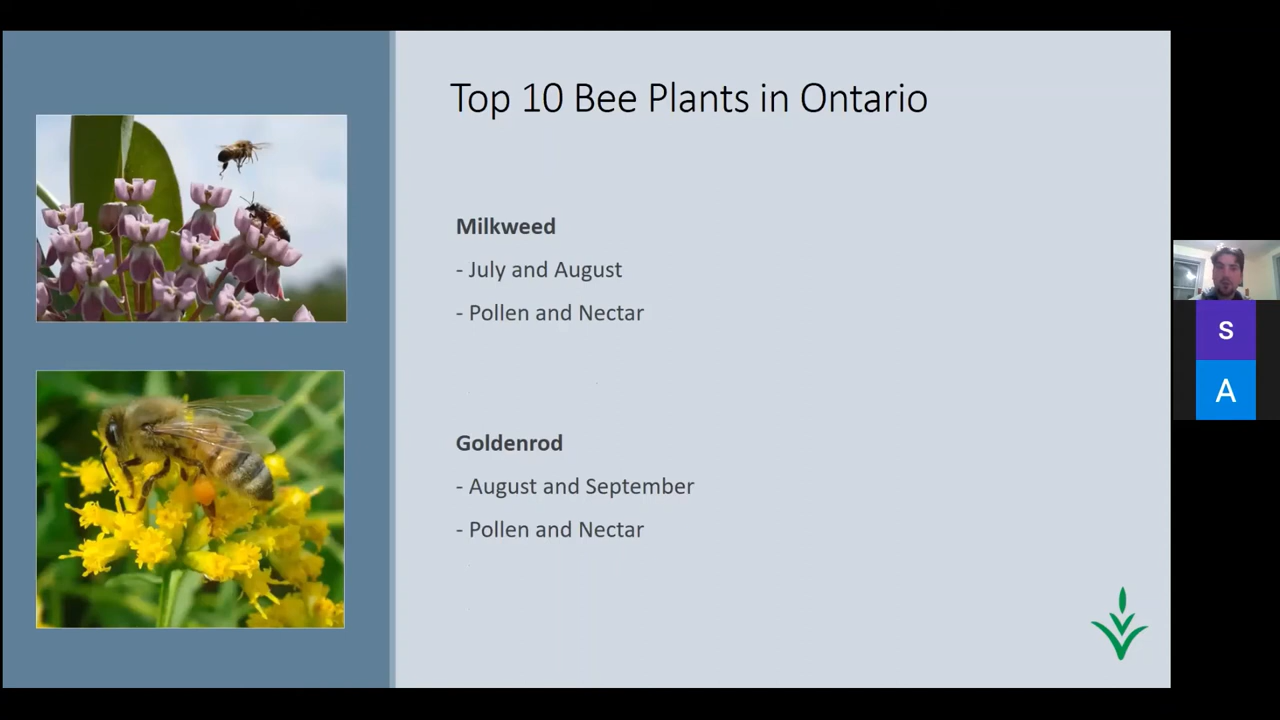 Top 10 Bee Plants in Ontario
Milkweed
- July and August
- Pollen and Nectar
Goldenrod
- August and September
- Pollen and Nectar
S
A